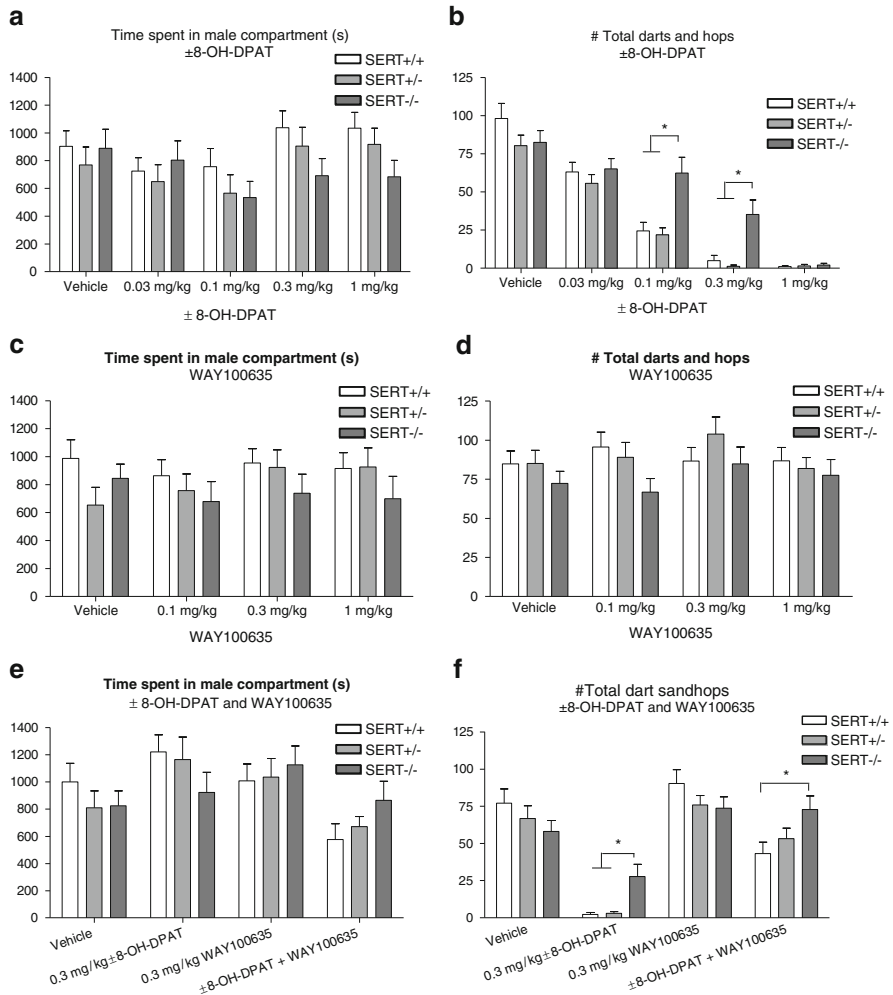 a
Time spent in male compartment (s)
±8-OH-DPAT
SERT+/+
SERT+/-
SERT-/-
1400
1200
1000
800
600
400
200
0
Vehicle 0.03 mg/kg 0.1 mg/kg 0.3 mg/kg 1 mg/kg
± 8-OH-DPAT
b
# Total darts and hops
±8-OH-DPAT
SERT+/+
SERT+/-
SERT-/-
125
100
75
50
25
0
* *
Vehicle 0.03 mg/kg 0.1 mg/kg 0.3 mg/kg 1 mg/kg
± 8-OH-DPAT
c
Time spent in male compartment (s)
WAY100635
SERT+/+
SERT+/-
SERT-/-
1400
1200
1000
800
600
400
200
0
Vehicle 0.1 mg/kg 0.3 mg/kg 1 mg/kg
WAY100635
d
# Total darts and hops
WAY100635
SERT+/+
SERT+/-
SERT-/-
125
100
75
50
25
0
Vehicle 0.1 mg/kg 0.3 mg/kg 1 mg/kg
WAY100635
e
Time spent in male compartment (s)
± 8-OH-DPAT and WAY100635
SERT+/+
SERT+/-
SERT-/-
1400
1200
1000
800
600
400
200
0
Vehicle
0.3 mg/kg±8-OH-DPAT
0.3 mg/kg WAY100635
±8-OH-DPAT + WAY100635
f
#Total dart sandhops
±8-OH-DPAT and WAY100635
SERT+/+
SERT+/-
SERT-/-
100
75
50
25
0
* *
Vehicle
0.3 mg/kg±8-OH-DPAT
0.3 mg/kg WAY100635
±8-OH-DPAT + WAY100635